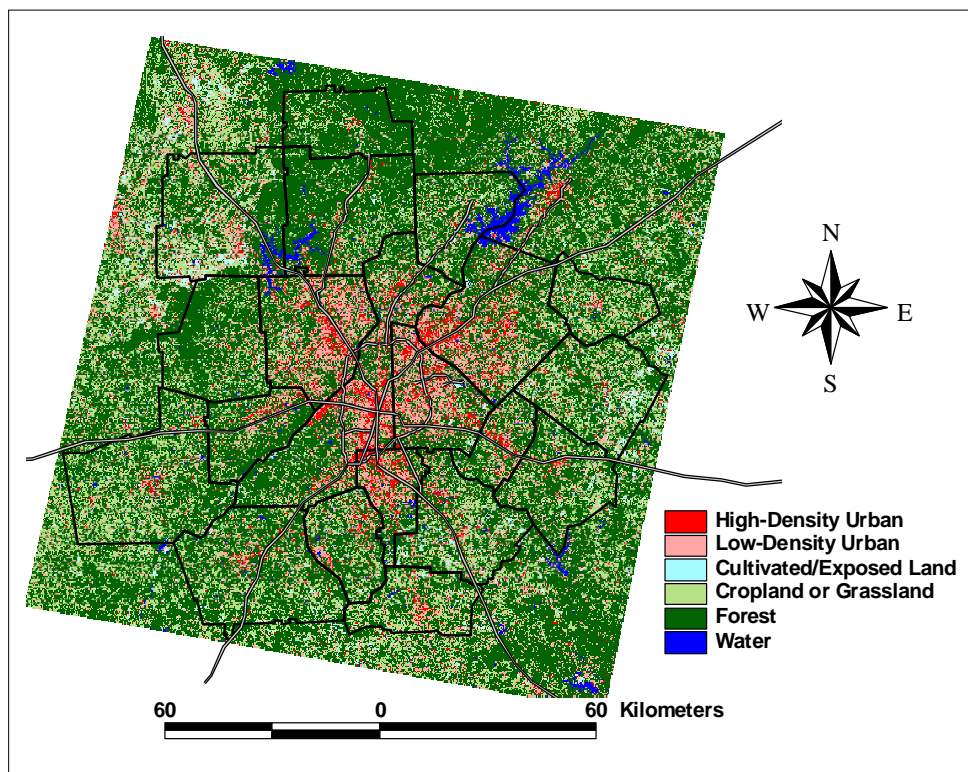 N
W E
S
High-Density Urban
Low-Density Urban
Cultivated/Exposed Land
Cropland or Grassland
Forest
Water
60 0 60 Kilometers